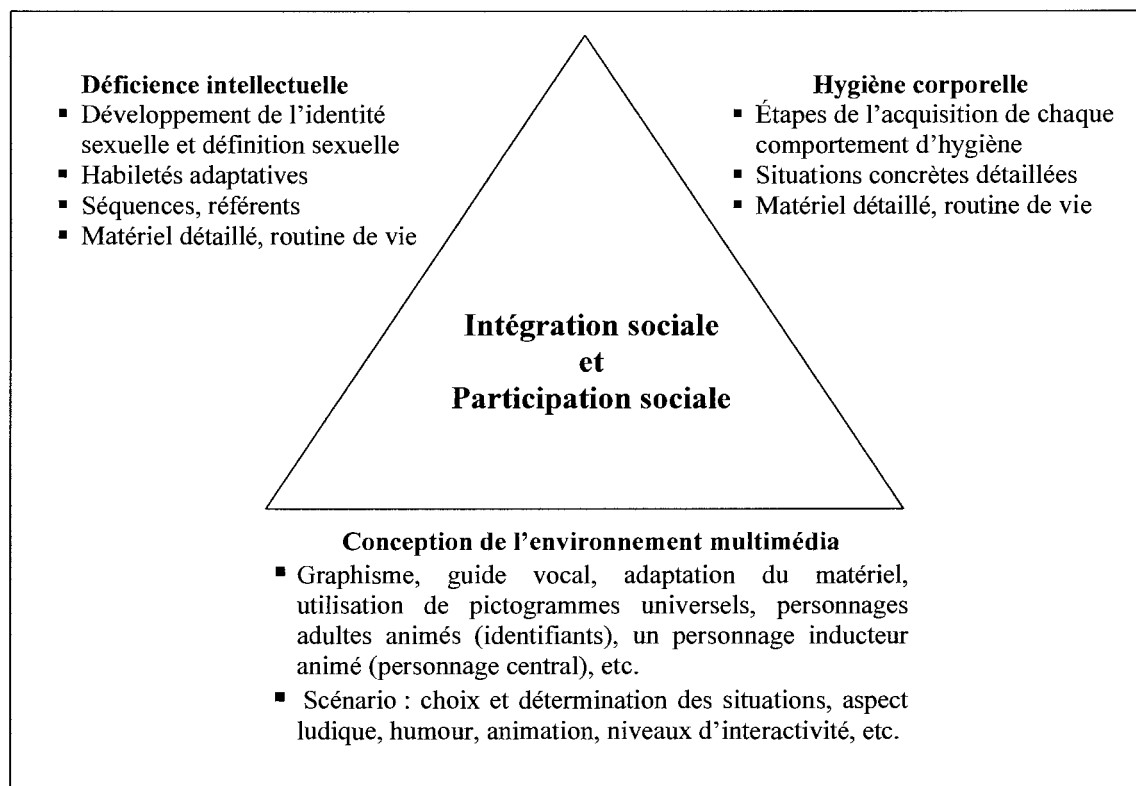 Déficience intellectuelle
▪ Développement de l'identité
sexuelle et définition sexuelle
▪ Habiletés adaptatives
▪ Séquences, référents
▪ Matériel détaillé, routine de vie
Hygiène corporelle
▪ Étapes de l'acquisition de chaque
comportement d'hygiène
▪ Situations concrètes détaillées
▪ Matériel détaillé, routine de vie
Intégration sociale
et
Participation sociale
Conception de l'environnement multimédia
▪ Graphisme, guide vocal, adaptation du matériel,
utilisation de pictogrammes universels, personnages
adultes animés (identifiants), un personnage inducteur
animé (personnage central), etc.
▪ Scénario : choix et détermination des situations, aspect
ludique, humour, animation, niveaux d'interactivité, etc.